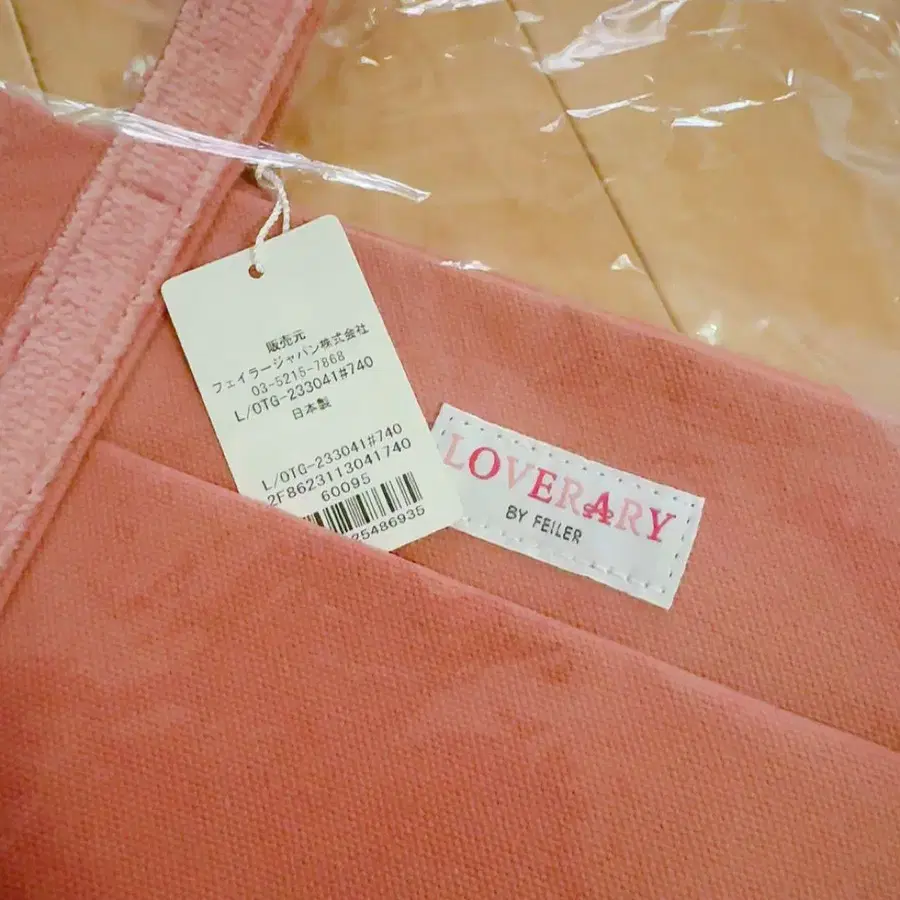 販売元
フェイラージャパン株式会社
03-5215-7868
L/OTG-233041#740
日本製
L/OTG-233041#740
2F8623113041740
60095
75486935
LOVERARY
BY FEILER